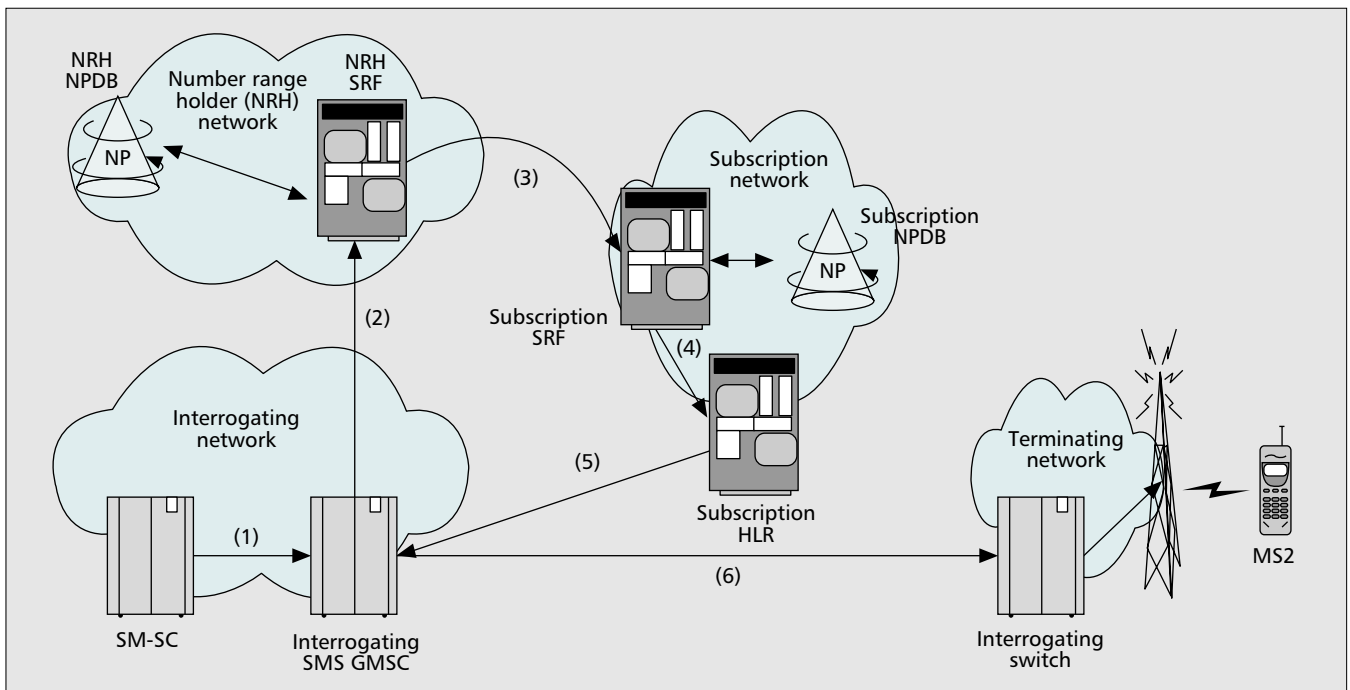 NRH
NPDB
Number range
holder (NRH)
network
NRH
SRF
NP
(3)
Subscription
network
Subscription
NPDB
NP
(2)
Subscription
SRF
(4)
Interrogating
network
(5)
Terminating
network
(1)
Subscription
HLR
(6)
MS2
SM-SC
Interrogating
SMS GMSC
Interrogating
switch